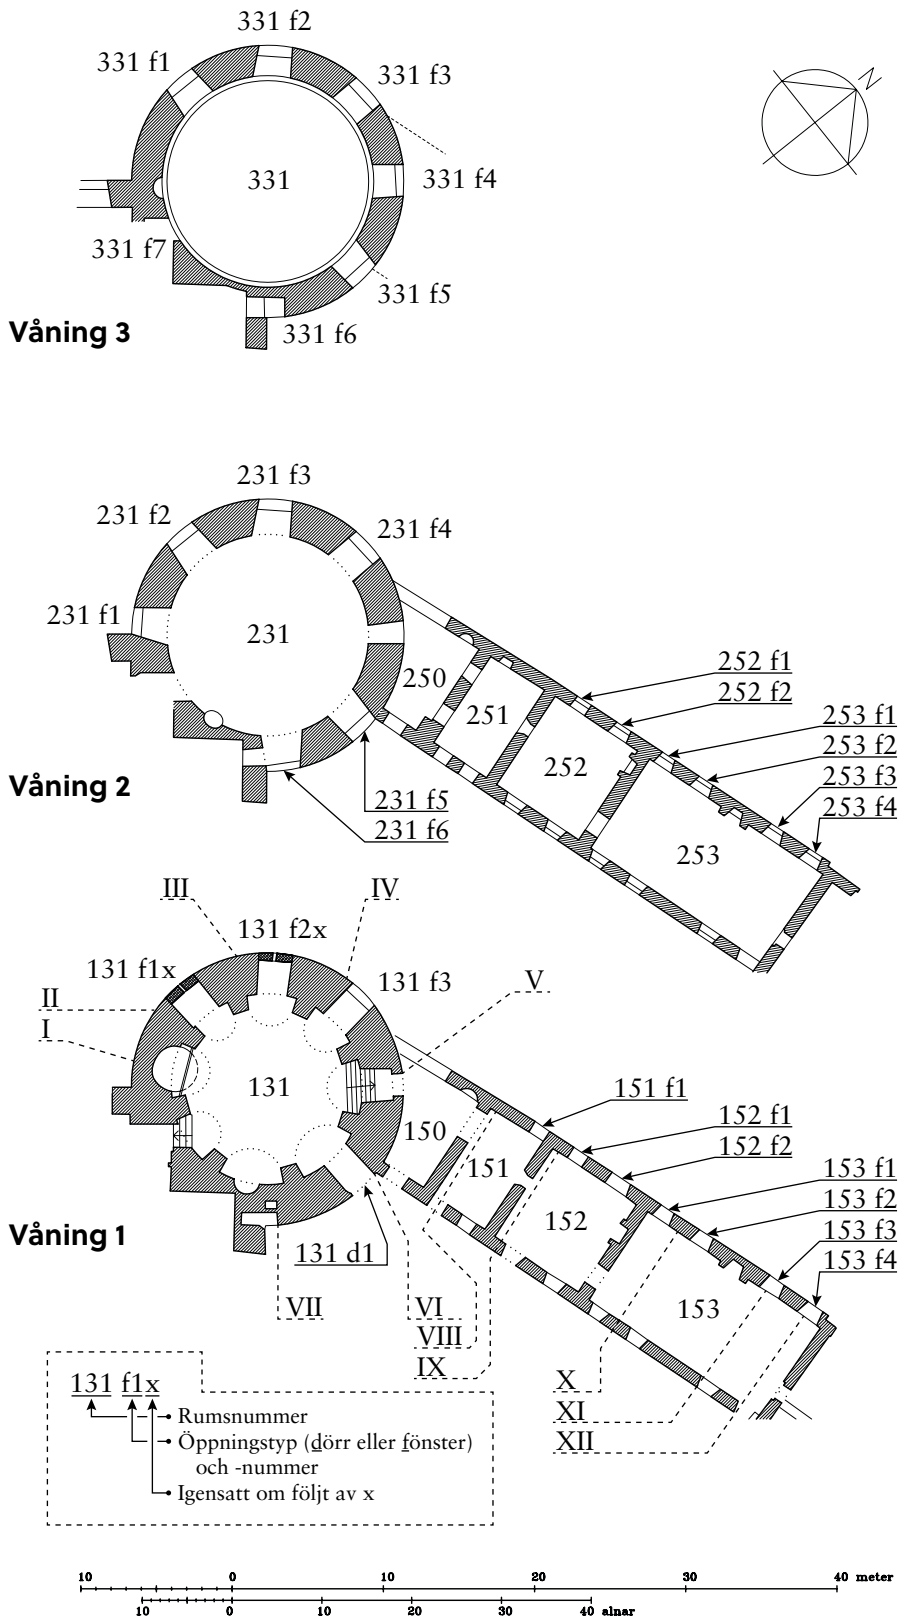 331 f2
331 f1
331 f3
N
331
331 f4
331 f7
331 f5
331 f6
Våning 3
231 f3
231 f2
231 f4
231 f1
231
250
251
252
253
252 f1
252 f2
253 f1
253 f2
253 f3
253 f4
231 f5
231 f6
Våning 2
III
IV
131 f2x
131 f1x
131 f3
V
II
I
131
150
151
152
153
151 f1
152 f1
152 f2
153 f1
153 f2
153 f3
153 f4
Våning 1
131 d1
VII
VI
VIII
IX
X
XI
XII
131 f1x
Rumsnummer
Öppningstyp (dörr eller fönster)
och -nummer
Igensatt om följt av x
10 0 10 20 30 40 meter
10 0 10 20 30 40 alnar